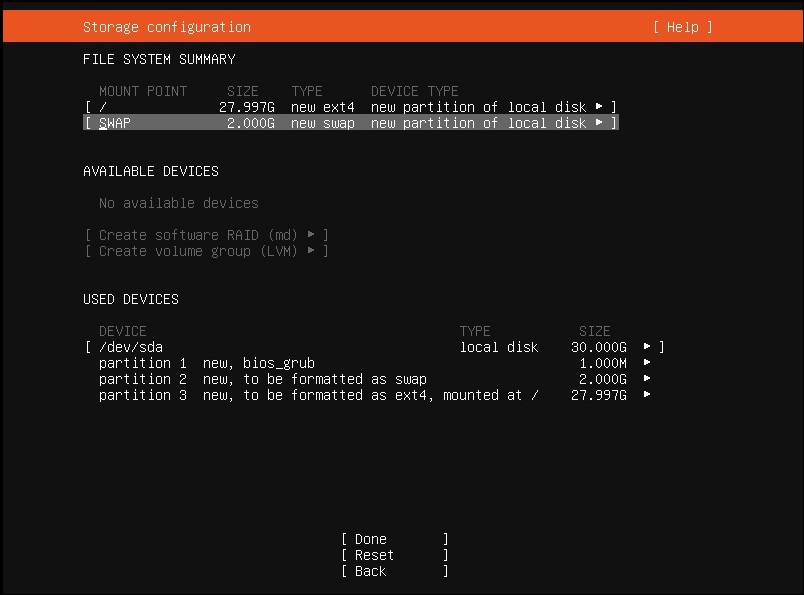 Storage configuration [ Help ]
FILE SYSTEM SUMMARY
MOUNT POINT SIZE TYPE DEVICE TYPE
[ / 27.997G new ext4 new partition of local disk ▸ ]
[ SWAP 2.000G new swap new partition of local disk ▸ ]
AVAILABLE DEVICES
No available devices
[ Create software RAID (md) ▸ ]
[ Create volume group (LVM) ▸ ]
USED DEVICES
DEVICE TYPE SIZE
[ /dev/sda local disk 30.000G ▸ ]
partition 1 new, bios_grub 1.000M ▸
partition 2 new, to be formatted as swap 2.000G ▸
partition 3 new, to be formatted as ext4, mounted at / 27.997G ▸
[ Done ]
[ Reset ]
[ Back ]